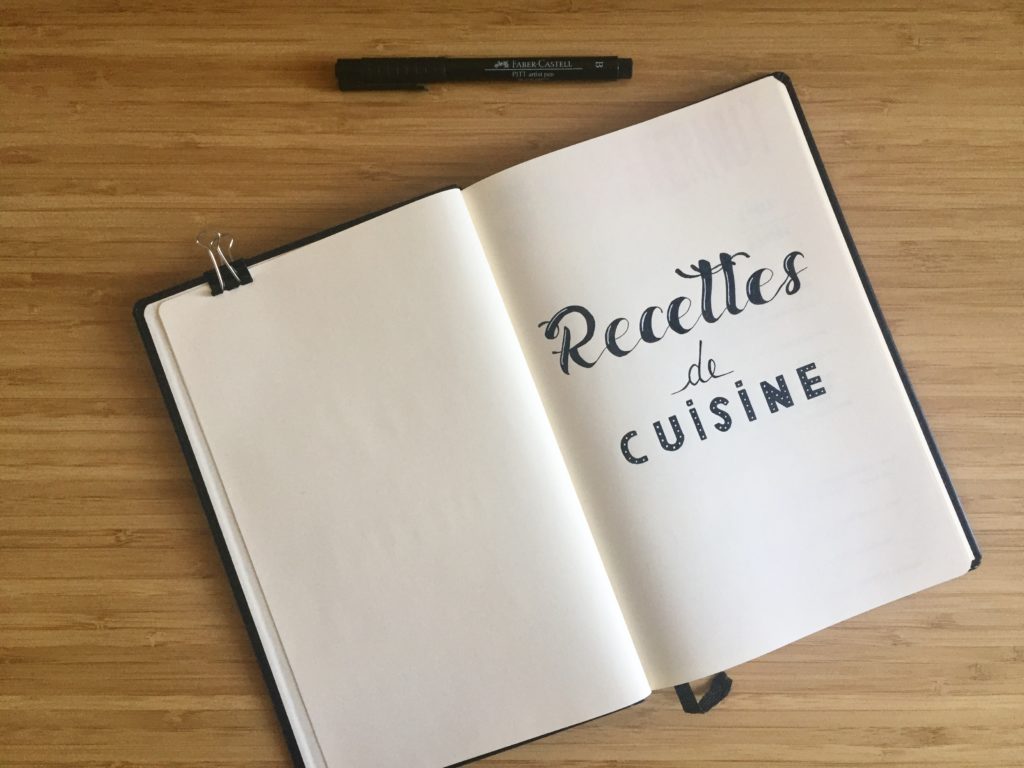 FABER-CASTELL
PITT artist pen
B
Recettes
de
CUiSiNE